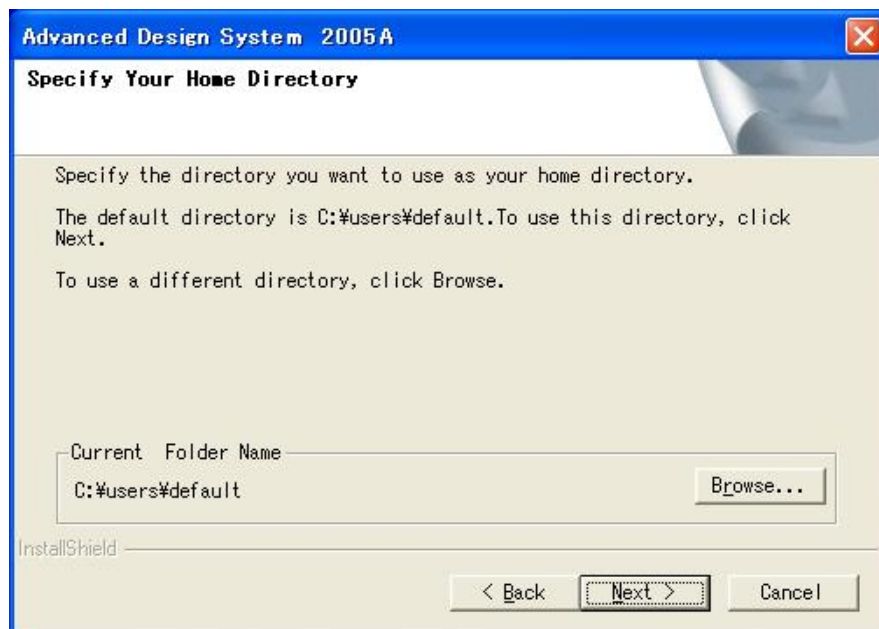 Advanced Design System 2005A
Specify Your Home Directory
Specify the directory you want to use as your home directory.
The default directory is C:¥users¥default.To use this directory, click
Next.
To use a different directory, click Browse.
Current Folder Name
C:¥users¥default
Browse...
InstallShield
< Back
Next >
Cancel